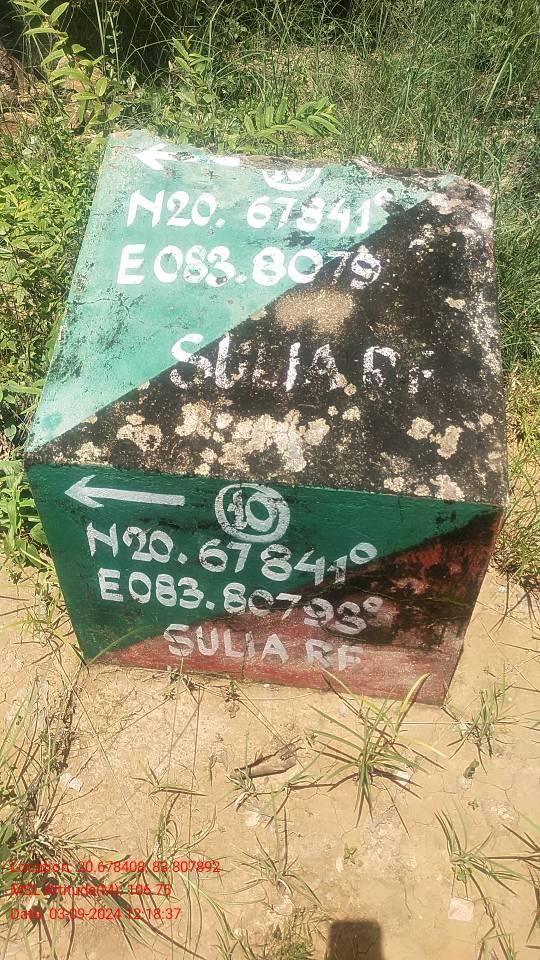 N20. 67841°
E083.8079
SULIA RF
10
N20.67841°
E083.80793°
SULIA RF
Location: 20.678408, 83.807892
MSL Altitude(M): 106.75
Date: 03-09-2024 12:18:37